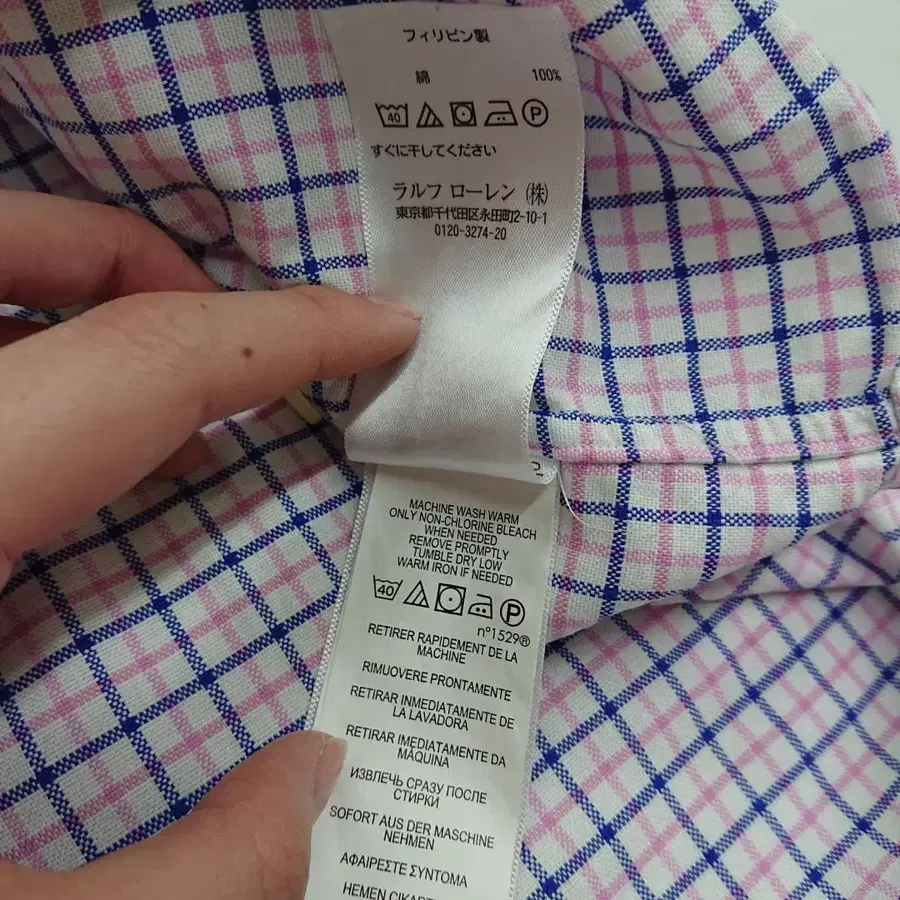 フィリピン製
綿 100%
40 P
すぐに干してください
ラルフ ローレン (株)
東京都千代田区永田町2-10-1
0120-3274-20
MACHINE WASH WARM
ONLY NON-CHLORINE BLEACH
WHEN NEEDED
REMOVE PROMPTLY
TUMBLE DRY LOW
WARM IRON IF NEEDED
40 P
n°1529®
RETIRER RAPIDEMENT DE LA
MACHINE
RIMUOVERE PRONTAMENTE
RETIRAR INMEDIATAMENTE DE
LA LAVADORA
RETIRAR IMEDIATAMENTE DA
MÁQUINA
ИЗВЛЕЧЬ СРАЗУ ПОСЛЕ
СТИРКИ
SOFORT AUS DER MASCHINE
NEHMEN
ΑΦΑΙΡΕΣΤΕ ΣΥΝΤΟΜΑ
HEMEN